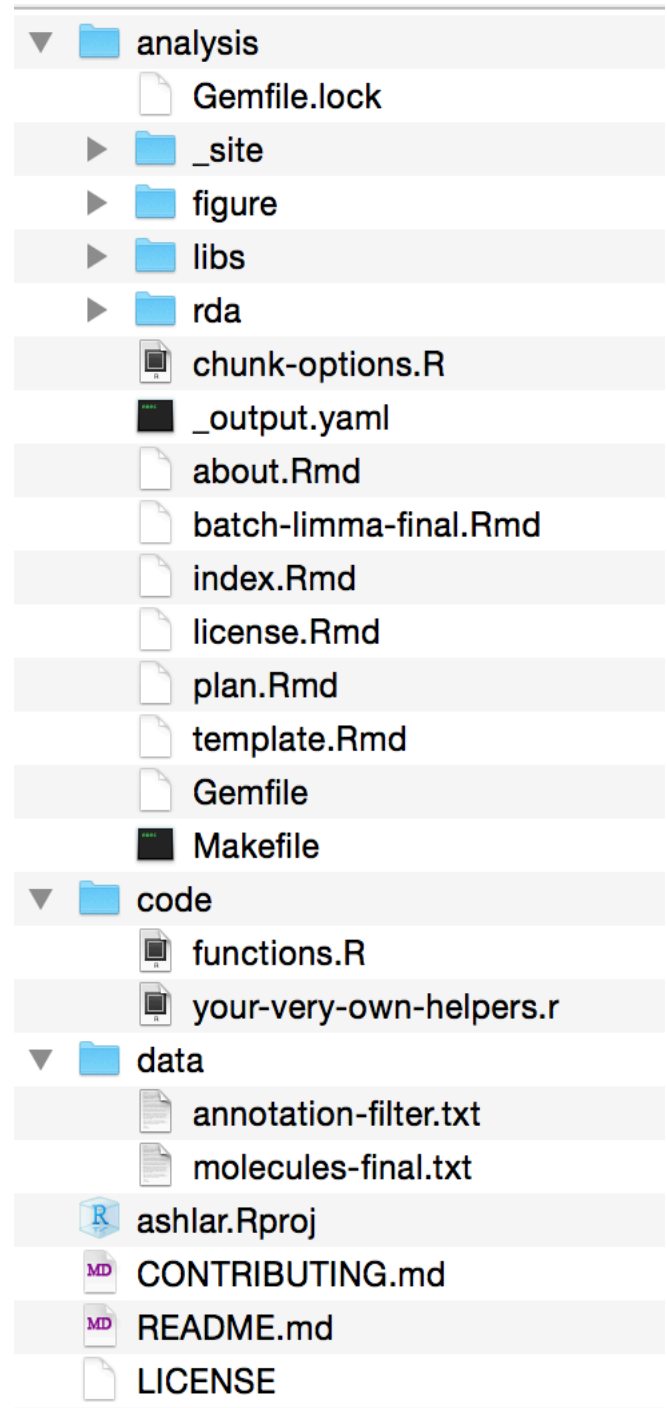 analysis
Gemfile.lock
_site
figure
libs
rda
chunk-options.R
_output.yaml
about.Rmd
batch-limma-final.Rmd
index.Rmd
license.Rmd
plan.Rmd
template.Rmd
Gemfile
Makefile
code
functions.R
your-very-own-helpers.r
data
annotation-filter.txt
molecules-final.txt
ashlar.Rproj
CONTRIBUTING.md
README.md
LICENSE